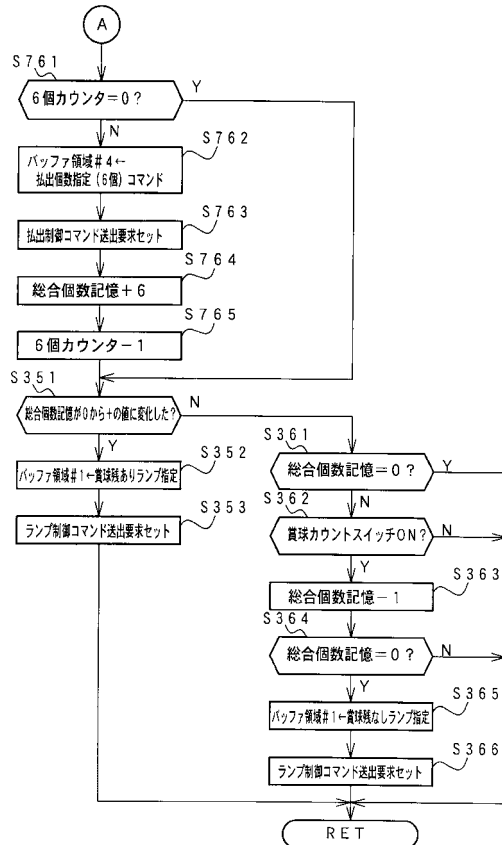 A
S761
6個カウンタ=0?
Y
N
S762
バッファ領域#4←
払出個数指定(6個)コマンド
S763
払出制御コマンド送出要求セット
S764
総合個数記憶+6
S765
6個カウンター1
S351
総合個数記憶が0から+の値に変化した?
N
Y
S352
バッファ領域#1←賞球残ありランプ指定
S353
ランプ制御コマンド送出要求セット
S361
総合個数記憶=0?
Y
N
S362
賞球カウントスイッチON?
N
Y
S363
総合個数記憶-1
S364
総合個数記憶=0?
N
Y
S365
バッファ領域#1←賞球残なしランプ指定
S366
ランプ制御コマンド送出要求セット
RET